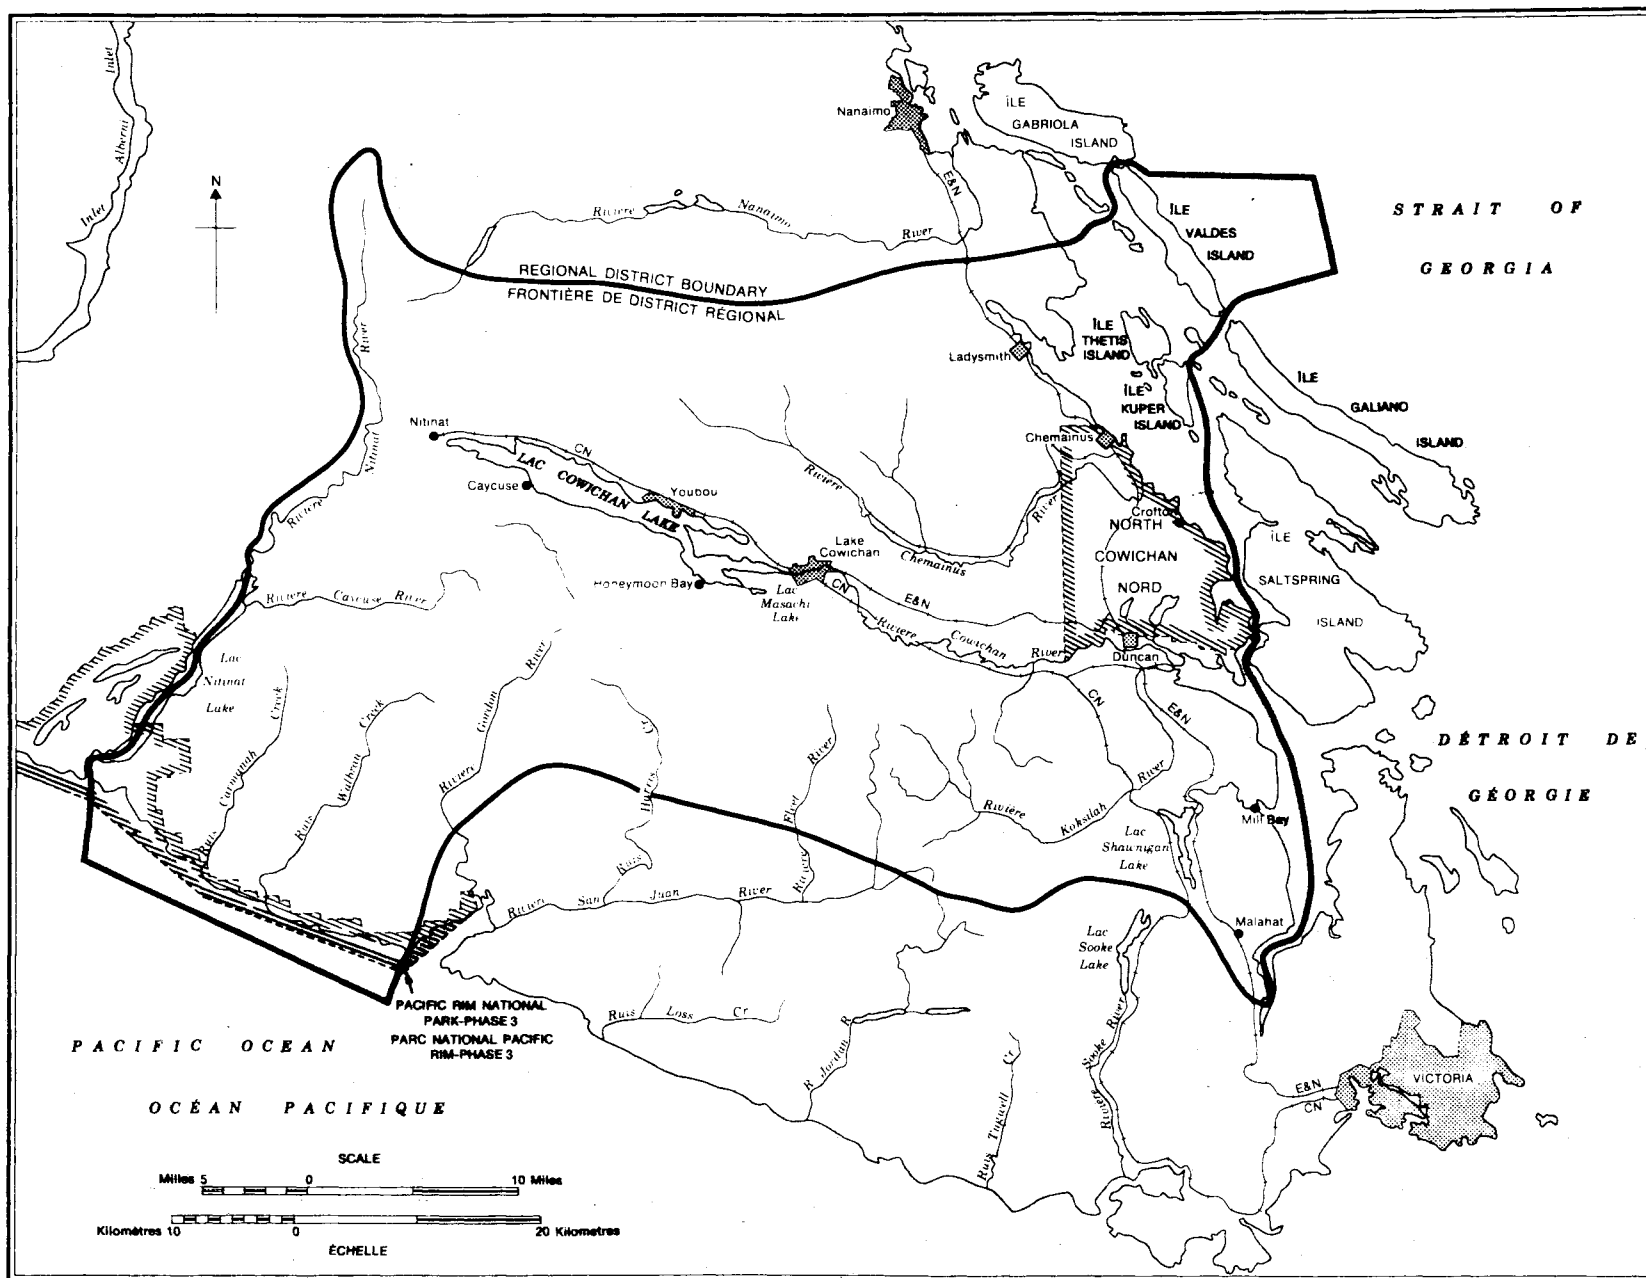 Inlet
Alberni
Inlet
N
Nanaimo
ÎLE
GABRIOLA
ISLAND
E&N
Rivière Nanaimo River
ÎLE
VALDES
ISLAND
STRAIT OF
GEORGIA
REGIONAL DISTRICT BOUNDARY
FRONTIÈRE DE DISTRICT RÉGIONAL
River
Nitinat
Rivière
ÎLE
THETIS
ISLAND
Ladysmith
ÎLE
KUPER
ISLAND
ÎLE
GALIANO
ISLAND
Nitinat
CN
LAC COWICHAN LAKE
Caycuse
Youbou
Chemainus
Rivière
Chemainus
River
Crofton
NORTH
COWICHAN
NORD
Lake
Cowichan
Honeymoon Bay
Lac
Masachi
Lake
CN
E&N
Rivière Cowichan River
Duncan
ÎLE
SALTSPRING
ISLAND
Rivière Caycuse River
Lac
Nitinat
Lake
Ruis Carmanah Creek
Ruis Walbran Creek
Rivière Gordon River
Ruis Harris Cr
Rivière Fleet River
CN
E&N
Rivière Koksilah River
Lac
Shawnigan
Lake
Mill Bay
DÉTROIT DE
GÉORGIE
Rivière San Juan River
Malahat
Lac
Sooke
Lake
PACIFIC RIM NATIONAL
PARK-PHASE 3
PARC NATIONAL PACIFIC
RIM-PHASE 3
Ruis Loss Cr
R Jordan R
Ruis Tugwell Cr
Rivière Sooke River
E&N
CN
VICTORIA
PACIFIC OCEAN
OCÉAN PACIFIQUE
SCALE
Milles 5 0 10 Miles
Kilomètres 10 0 20 Kilometres
ÉCHELLE